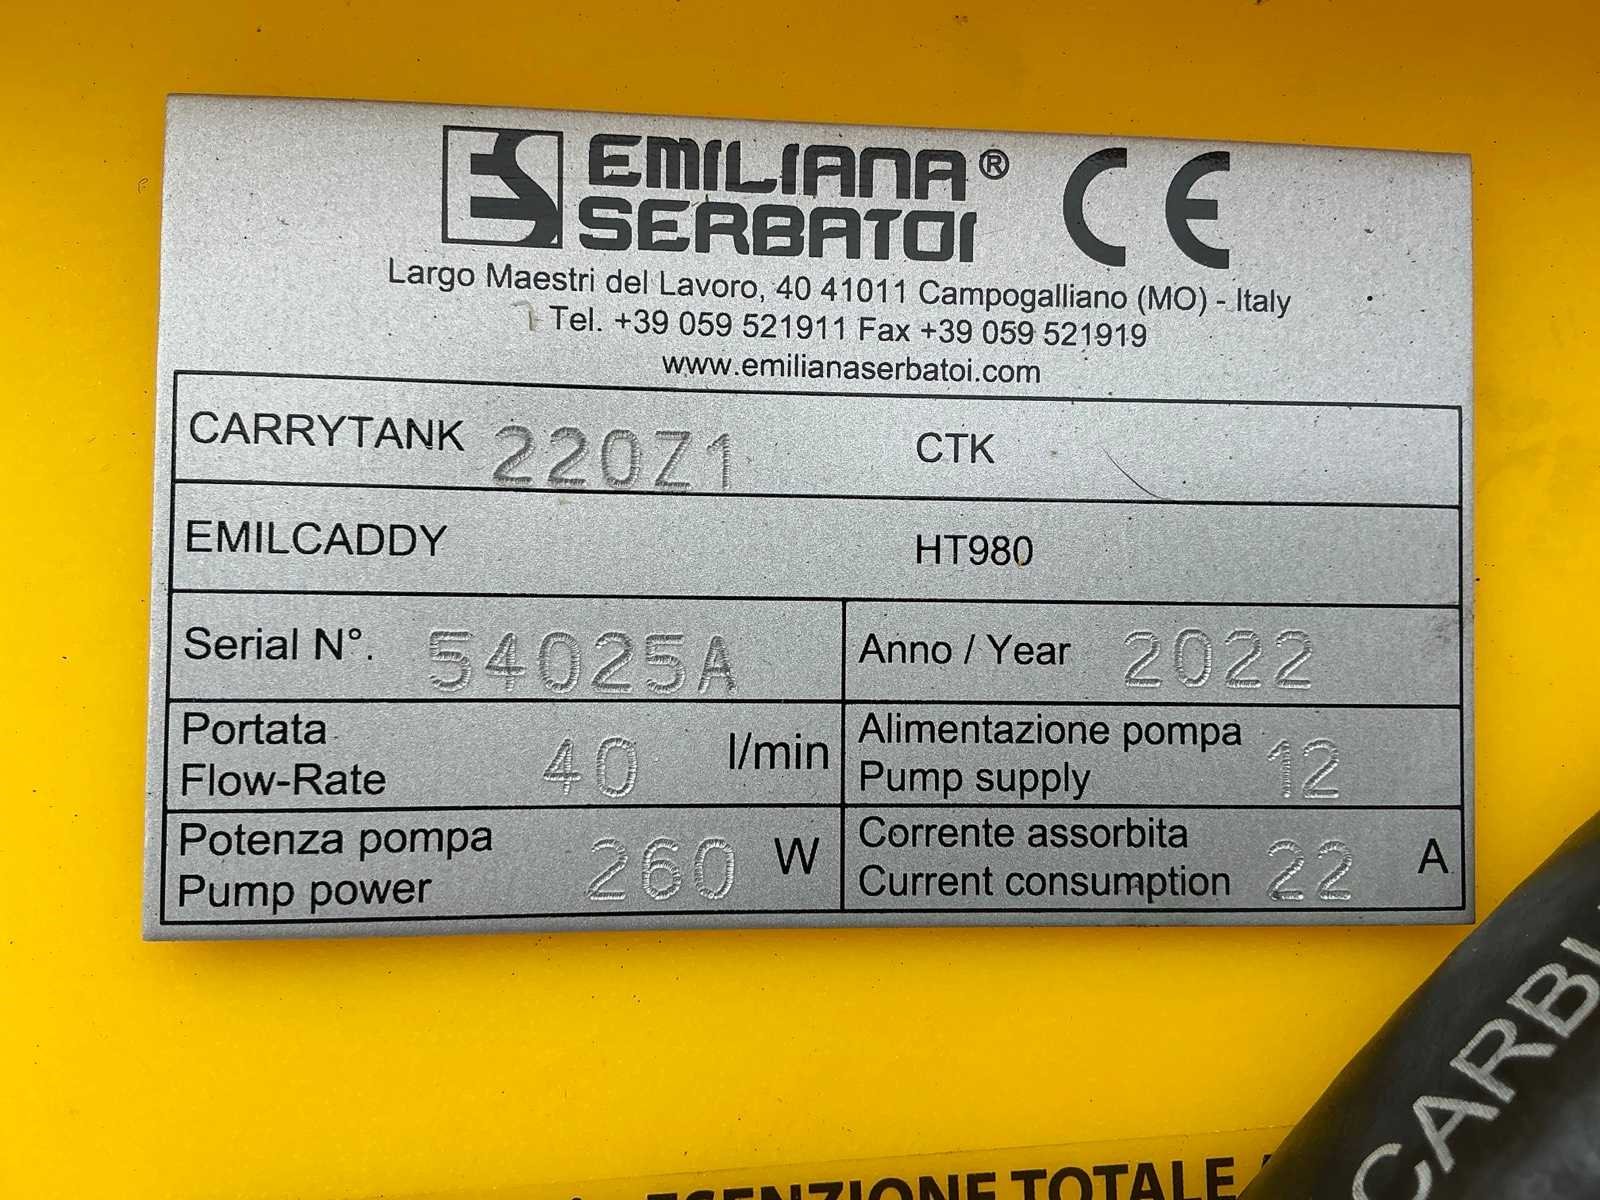 EMILIANA® CE
SERBATOI
Largo Maestri del Lavoro, 40 41011 Campogalliano (MO) - Italy
Tel. +39 059 521911 Fax +39 059 521919
www.emilianaserbatoi.com
CARRYTANK 220Z1 CTK
EMILCADDY HT980
Serial N°. 54025A Anno / Year 2022
Portata
Flow-Rate 40 l/min
Alimentazione pompa
Pump supply 12
Potenza pompa
Pump power 260 W
Corrente assorbita
Current consumption 22 A
ESENZIONE TOTALE